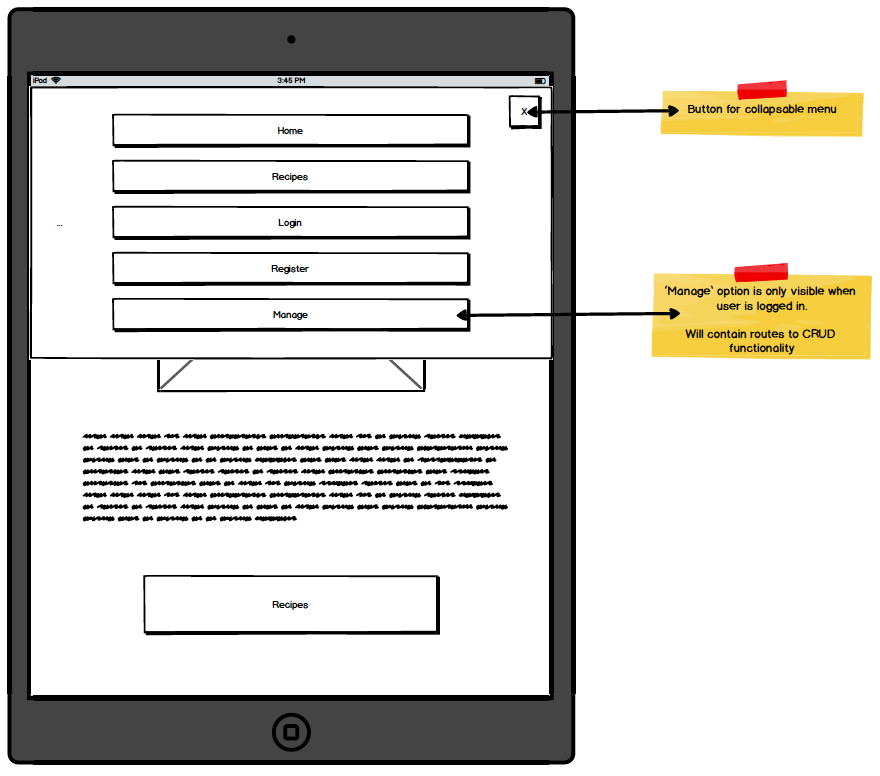 iPad
3:45 PM
X
Home
Recipes
...
Login
Register
Manage
Recipes
Button for collapsable menu
'Manage' option is only visible when
user is logged in.
Will contain routes to CRUD
functionality